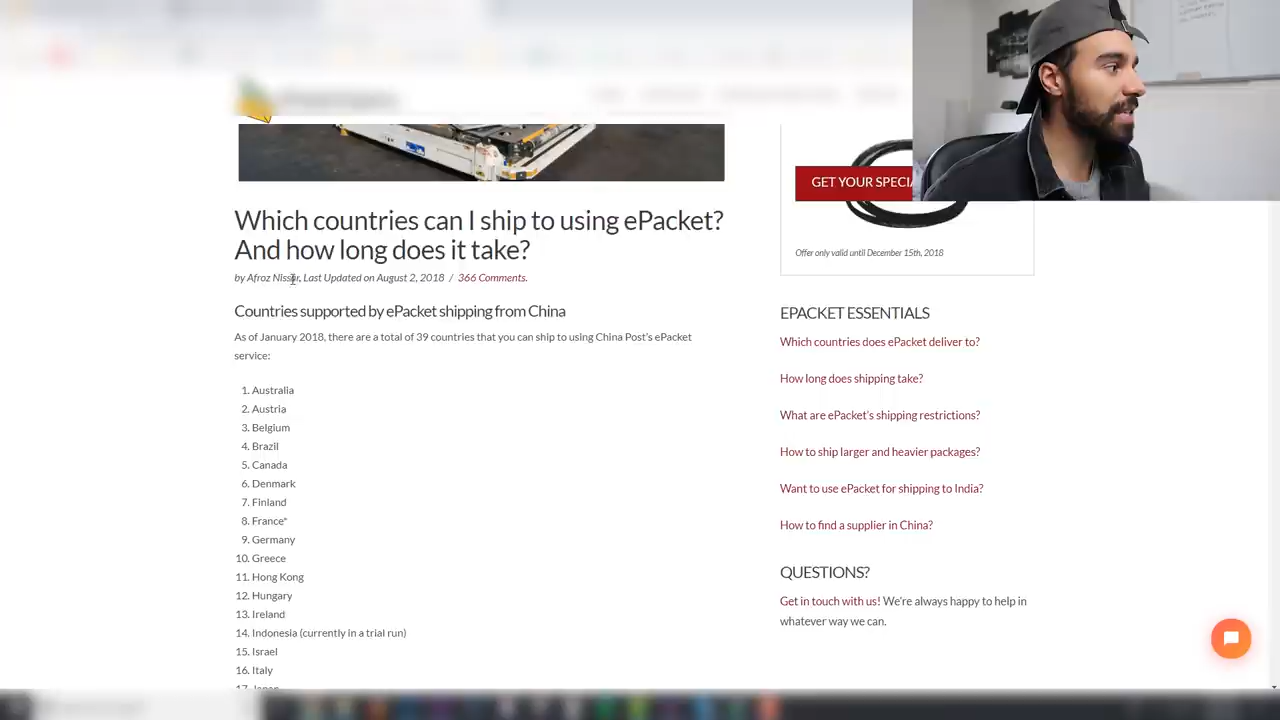 GET YOUR SPECI
Offer only valid until December 15th, 2018
Which countries can I ship to using ePacket?
And how long does it take?
by Afroz Nisser, Last Updated on August 2, 2018 / 366 Comments.
Countries supported by ePacket shipping from China
As of January 2018, there are a total of 39 countries that you can ship to using China Post's ePacket
service:
1. Australia
2. Austria
3. Belgium
4. Brazil
5. Canada
6. Denmark
7. Finland
8. France*
9. Germany
10. Greece
11. Hong Kong
12. Hungary
13. Ireland
14. Indonesia (currently in a trial run)
15. Israel
16. Italy
17. Japan
EPACKET ESSENTIALS
Which countries does ePacket deliver to?
How long does shipping take?
What are ePacket's shipping restrictions?
How to ship larger and heavier packages?
Want to use ePacket for shipping to India?
How to find a supplier in China?
QUESTIONS?
Get in touch with us! We're always happy to help in
whatever way we can.